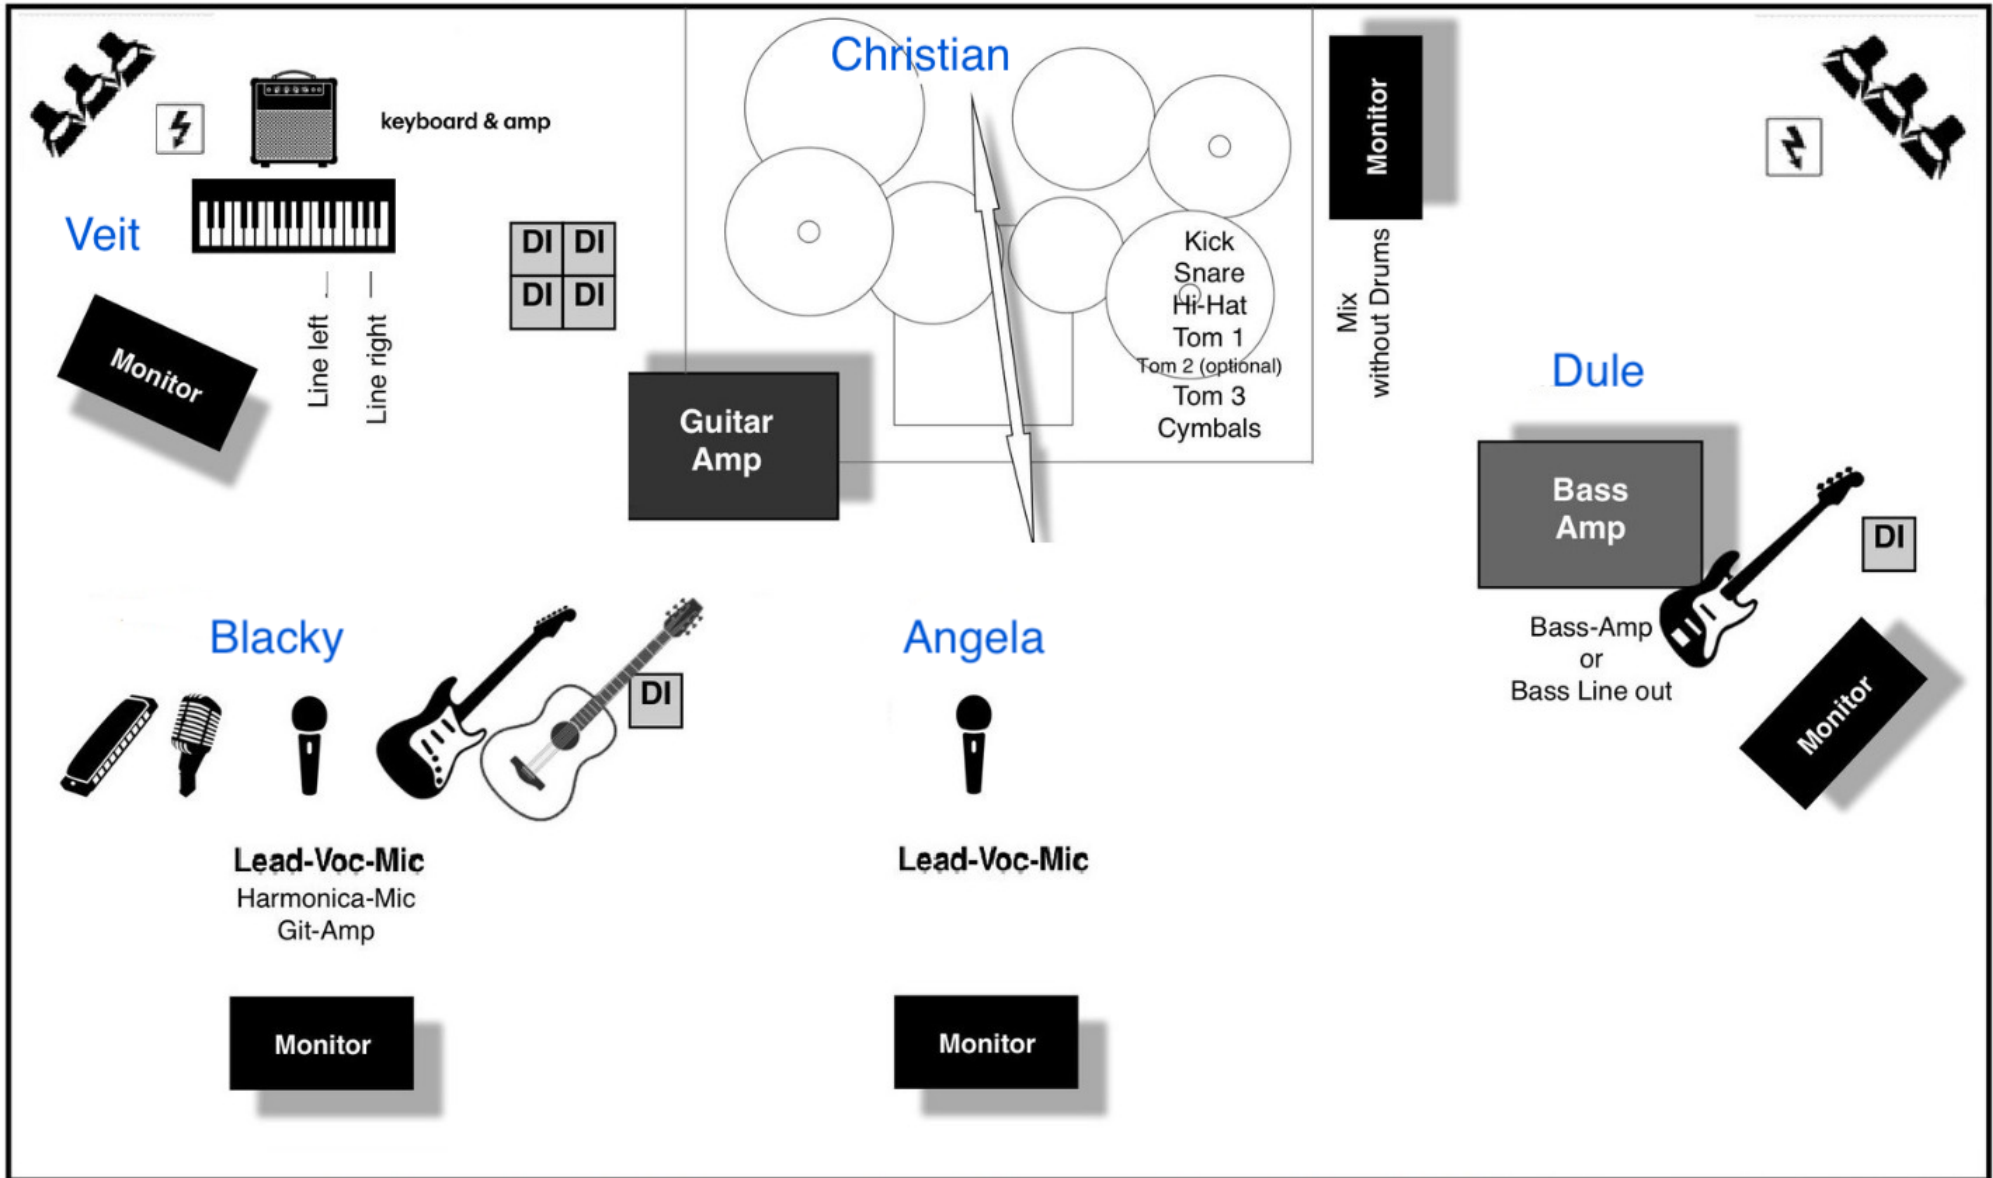 Christian
keyboard & amp
Monitor
Veit
DI DI
DI DI
Kick
Snare
Hi-Hat
Tom 1
Tom 2 (optional)
Tom 3
Cymbals
Mix
without Drums
Monitor
Line left
Line right
Guitar
Amp
Dule
Bass
Amp
DI
Bass-Amp
or
Bass Line out
Monitor
Blacky
DI
Angela
Lead-Voc-Mic
Harmonica-Mic
Git-Amp
Lead-Voc-Mic
Monitor
Monitor